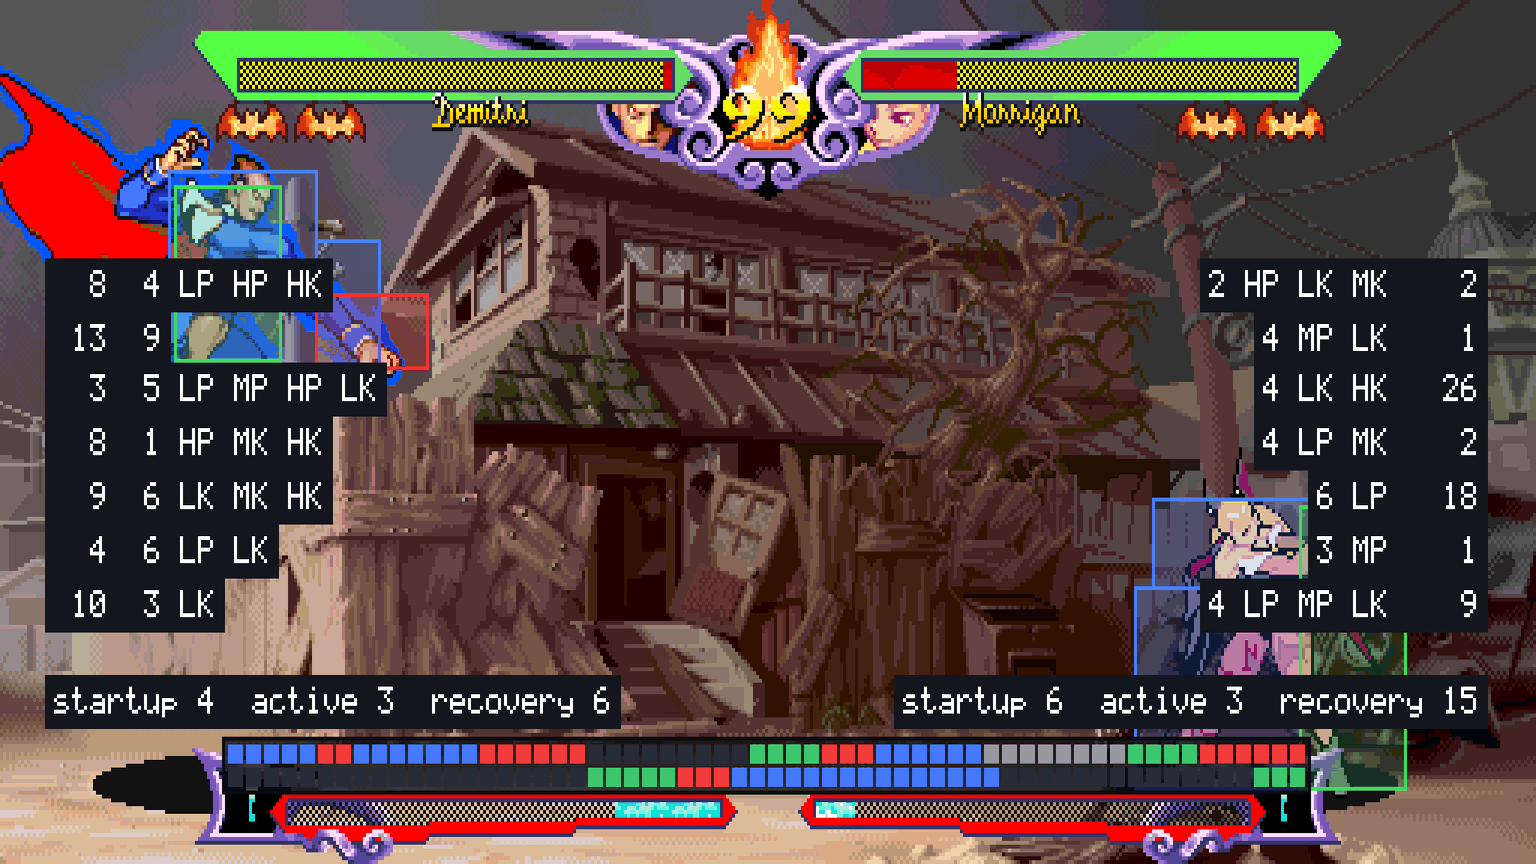 99
Demitri
Morrigan
8 4 LP HP HK
13 9
3 5 LP MP HP LK
8 1 HP MK HK
9 6 LK MK HK
4 6 LP LK
10 3 LK
2 HP LK MK 2
4 MP LK 1
4 LK HK 26
4 LP MK 2
6 LP 18
3 MP 1
4 LP MP LK 9
startup 4 active 3 recovery 6
startup 6 active 3 recovery 15